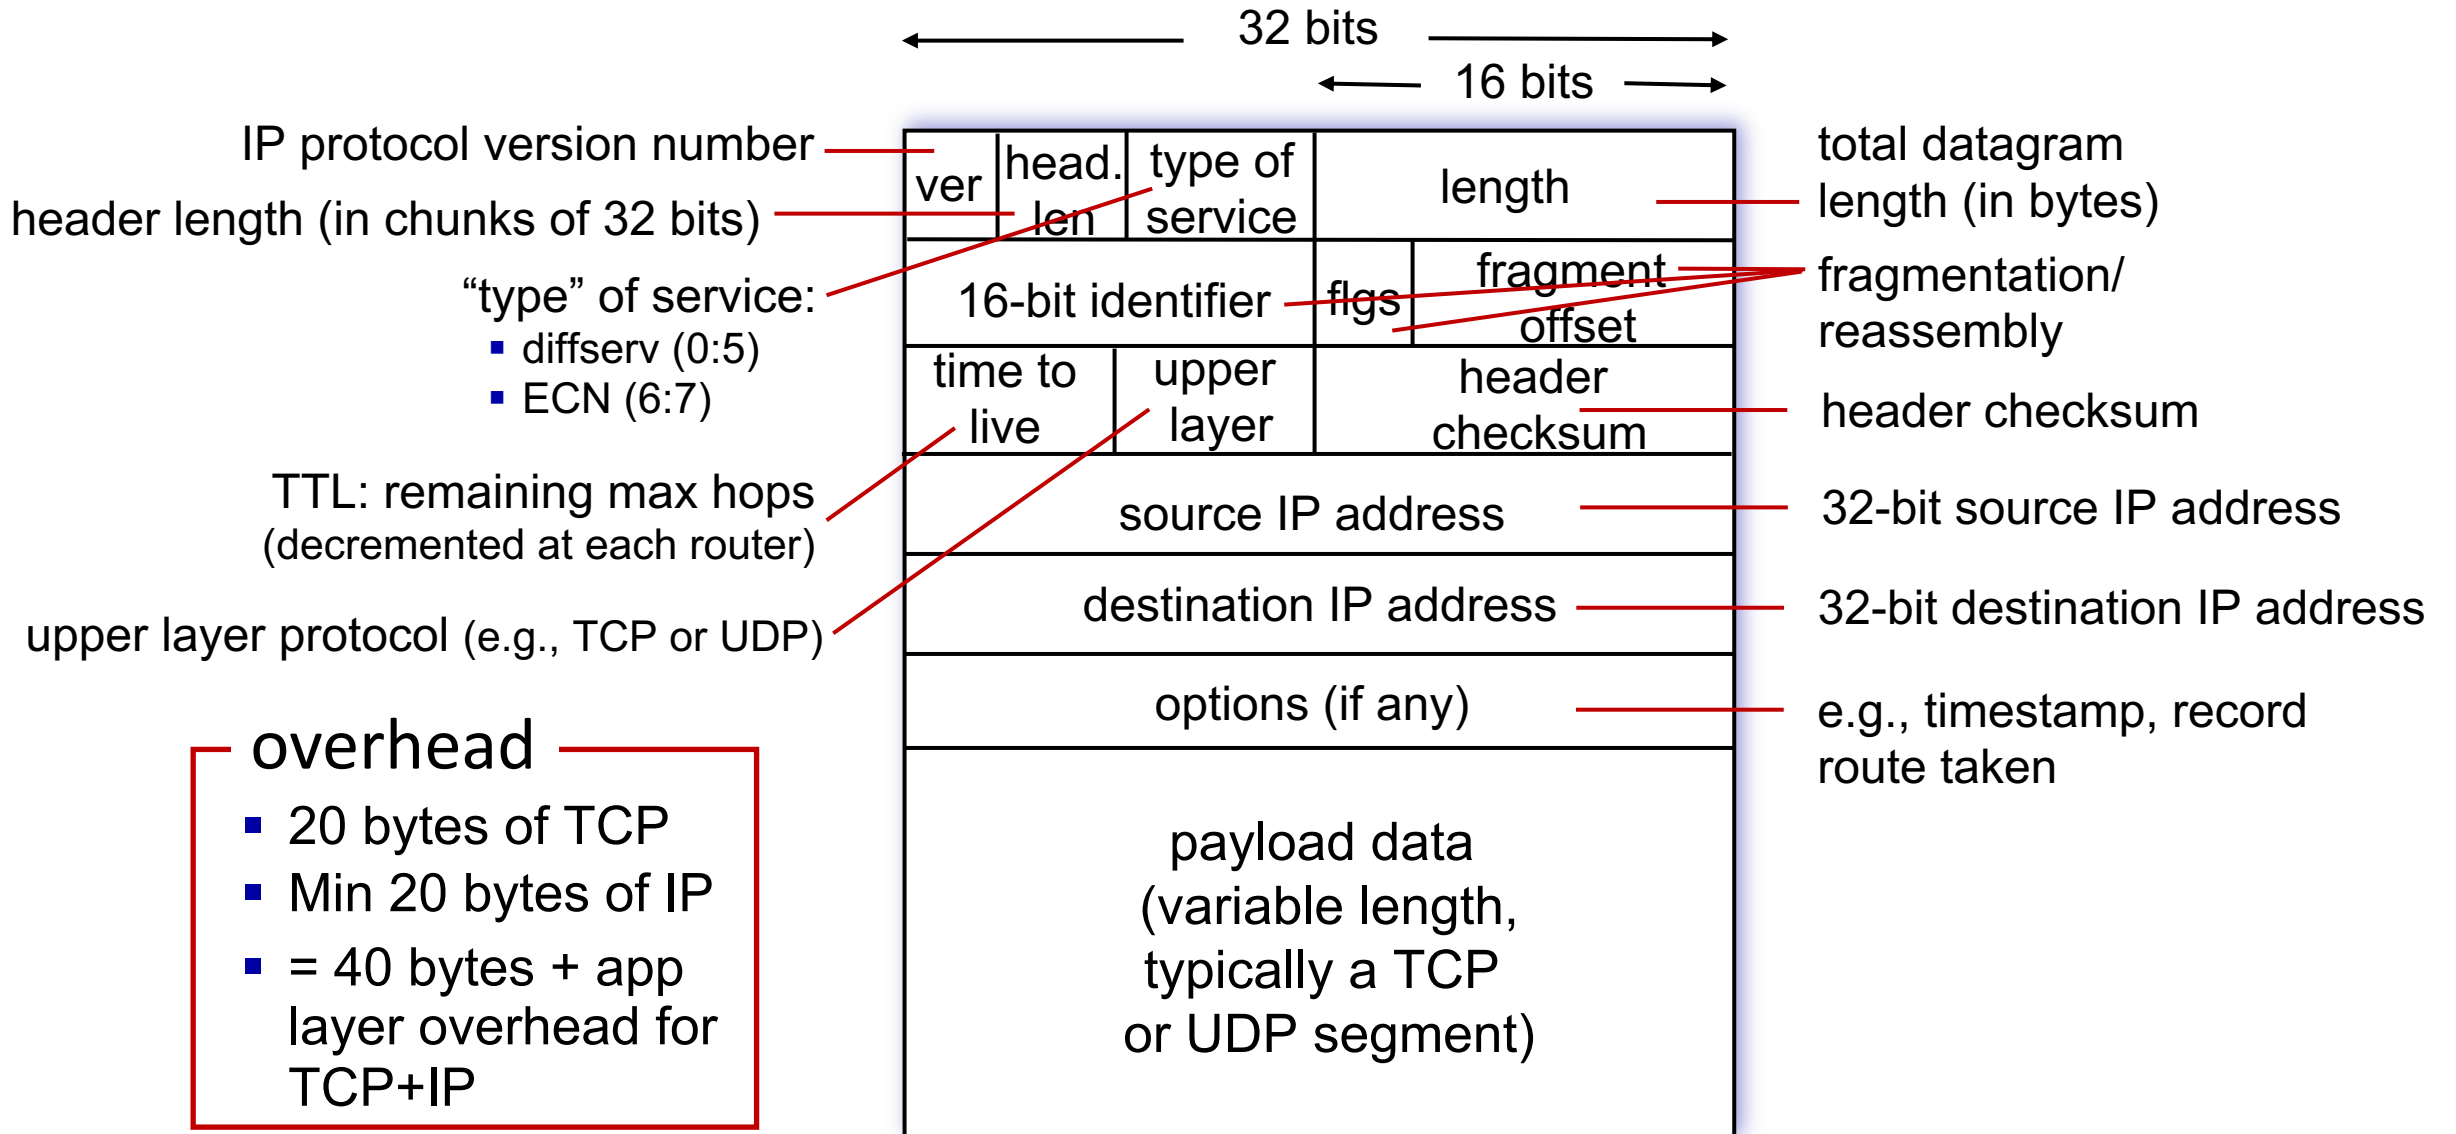 32 bits
16 bits
IP protocol version number
header length (in chunks of 32 bits)
“type” of service:
▪ diffserv (0:5)
▪ ECN (6:7)
TTL: remaining max hops
(decremented at each router)
upper layer protocol (e.g., TCP or UDP)
overhead
▪ 20 bytes of TCP
▪ Min 20 bytes of IP
▪ = 40 bytes + app
layer overhead for
TCP+IP
ver
head.
len
type of
service
length
16-bit identifier
flgs
fragment
offset
time to
live
upper
layer
header
checksum
source IP address
destination IP address
options (if any)
payload data
(variable length,
typically a TCP
or UDP segment)
total datagram
length (in bytes)
fragmentation/
reassembly
header checksum
32-bit source IP address
32-bit destination IP address
e.g., timestamp, record
route taken